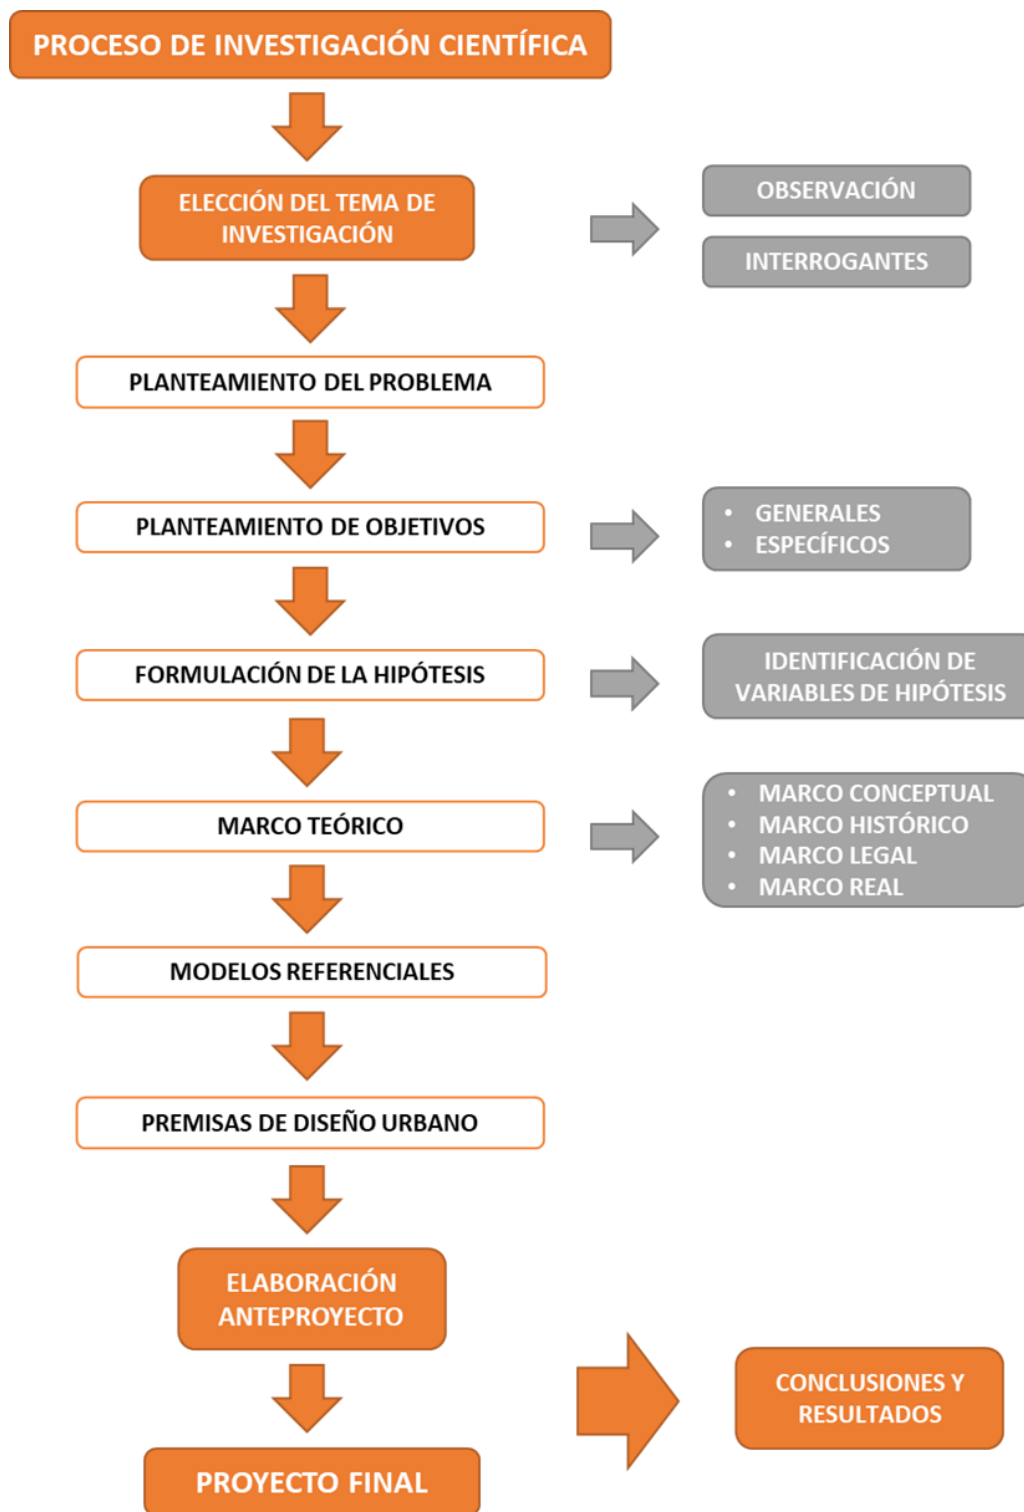 PROCESO DE INVESTIGACIÓN CIENTÍFICA
ELECCIÓN DEL TEMA DE
INVESTIGACIÓN
OBSERVACIÓN
INTERROGANTES
PLANTEAMIENTO DEL PROBLEMA
PLANTEAMIENTO DE OBJETIVOS
• GENERALES
• ESPECÍFICOS
FORMULACIÓN DE LA HIPÓTESIS
IDENTIFICACIÓN DE
VARIABLES DE HIPÓTESIS
MARCO TEÓRICO
• MARCO CONCEPTUAL
• MARCO HISTÓRICO
• MARCO LEGAL
• MARCO REAL
MODELOS REFERENCIALES
PREMISAS DE DISEÑO URBANO
ELABORACIÓN
ANTEPROYECTO
CONCLUSIONES Y
RESULTADOS
PROYECTO FINAL